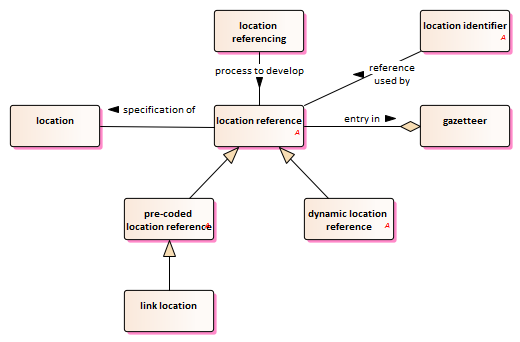 location
referencing
location identifier
A
process to develop
reference
used by
location
specification of
location reference
A
entry in
gazetteer
pre-coded
location reference
A
dynamic location
reference
A
link location